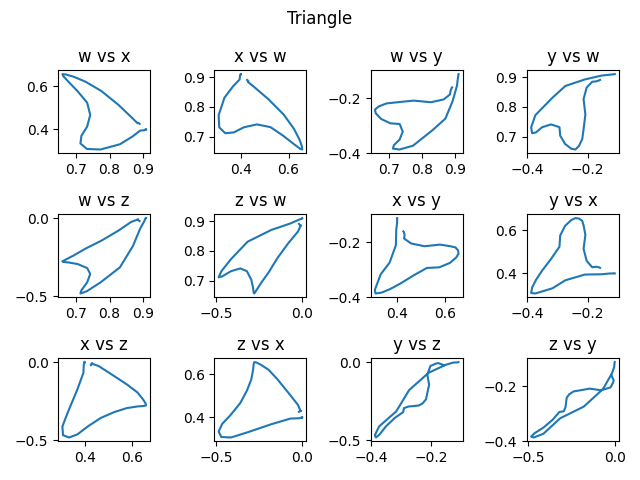 Triangle
w vs x
x vs w
w vs y
y vs w
0.6
0.4
0.7 0.8 0.9
0.9
0.8
0.7
0.4 0.6
−0.2
−0.4
0.7 0.8 0.9
0.9
0.8
0.7
−0.4 −0.2
w vs z
z vs w
x vs y
y vs x
0.0
−0.5
0.7 0.8 0.9
0.9
0.8
0.7
−0.5 0.0
−0.2
−0.4
0.4 0.6
0.6
0.4
−0.4 −0.2
x vs z
z vs x
y vs z
z vs y
0.0
−0.5
0.4 0.6
0.6
0.4
−0.5 0.0
0.0
−0.5
−0.4 −0.2
−0.2
−0.4
−0.5 0.0